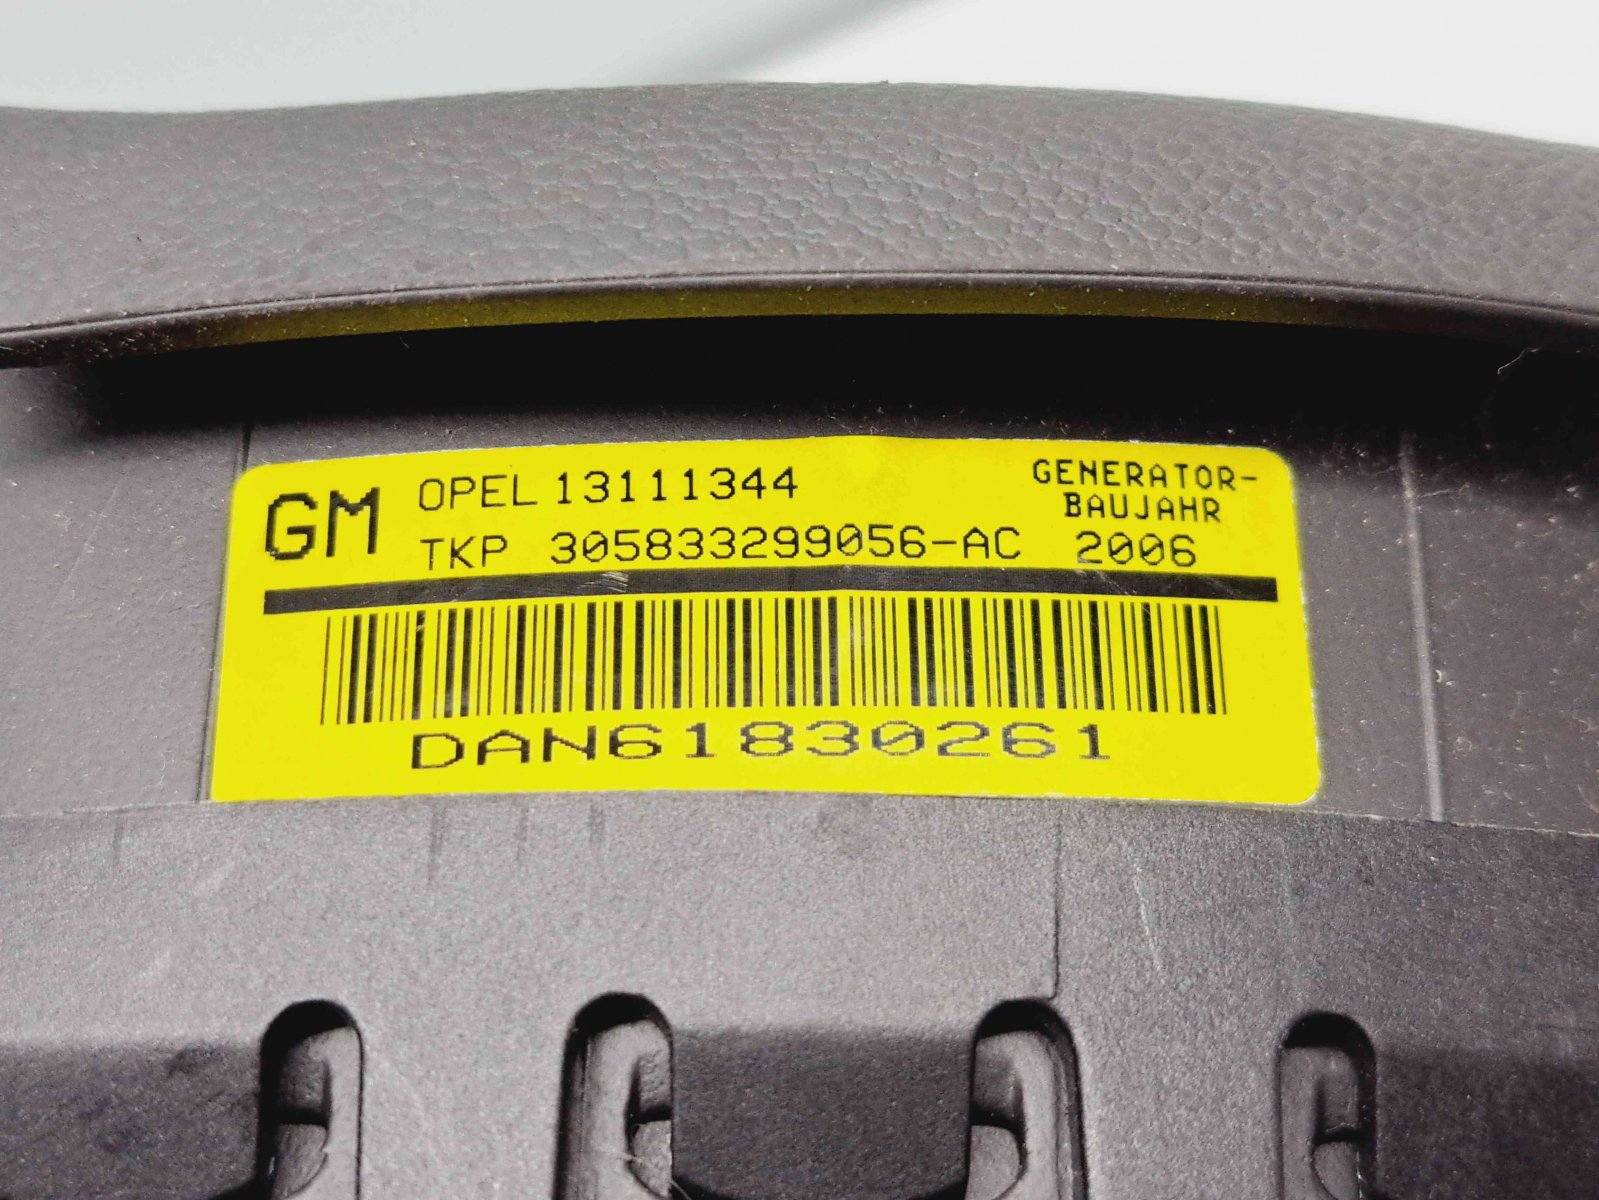 GM OPEL 13111344
TKP 305833299056-AC
GENERATOR-
BAUJAHR
2006
DAN61830261